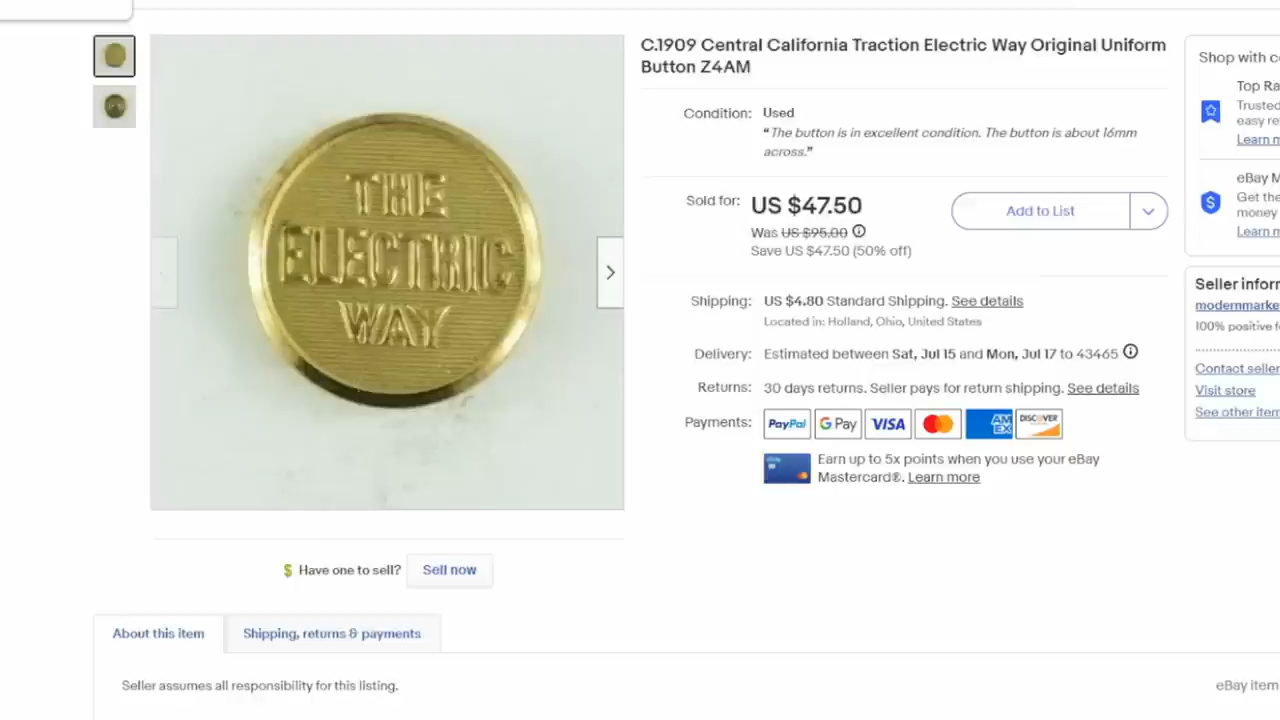 C.1909 Central California Traction Electric Way Original Uniform
Button Z4AM
THE
ELECTRIC
WAY
Condition: Used
“The button is in excellent condition. The button is about 16mm
across.”
Sold for: US $47.50
Was US $95.00
Save US $47.50 (50% off)
Add to List
Shipping: US $4.80 Standard Shipping. See details
Located in: Holland, Ohio, United States
Delivery: Estimated between Sat, Jul 15 and Mon, Jul 17 to 43465
Returns: 30 days returns. Seller pays for return shipping. See details
Payments: PayPal G Pay VISA AM EX DISCOVER
Earn up to 5x points when you use your eBay
Mastercard®. Learn more
Shop with
Top
Trusted
easy
Learn
eBay
Get the
money
Learn
Seller
100% positive
Contact seller
Visit store
See other
$ Have one to sell? Sell now
About this item
Shipping, returns & payments
Seller assumes all responsibility for this listing.
eBay item